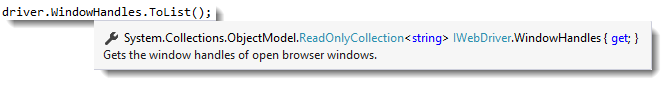 driver.WindowHandles.ToList();
System.Collections.ObjectModel.ReadOnlyCollection<string> IWebDriver.WindowHandles { get; }
Gets the window handles of open browser windows.